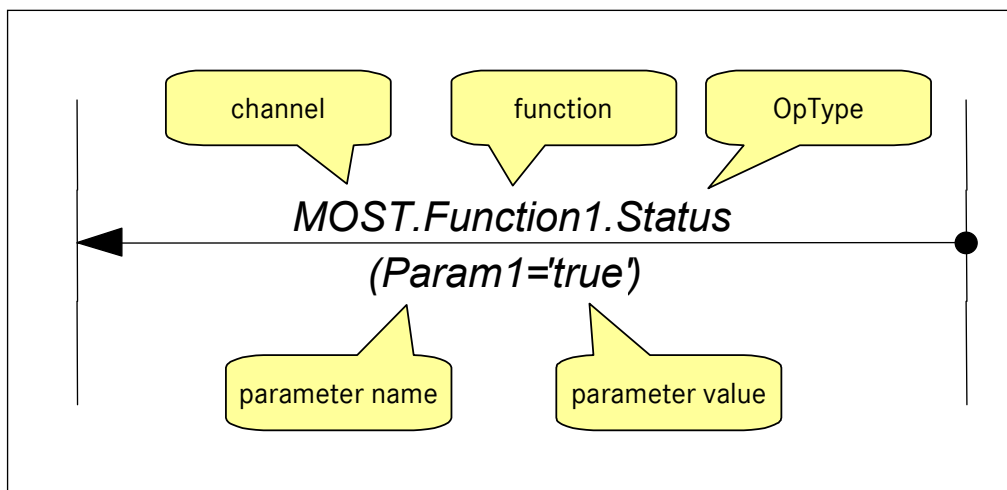 channel
function
OpType
MOST.Function1.Status
(Param1='true')
parameter name
parameter value